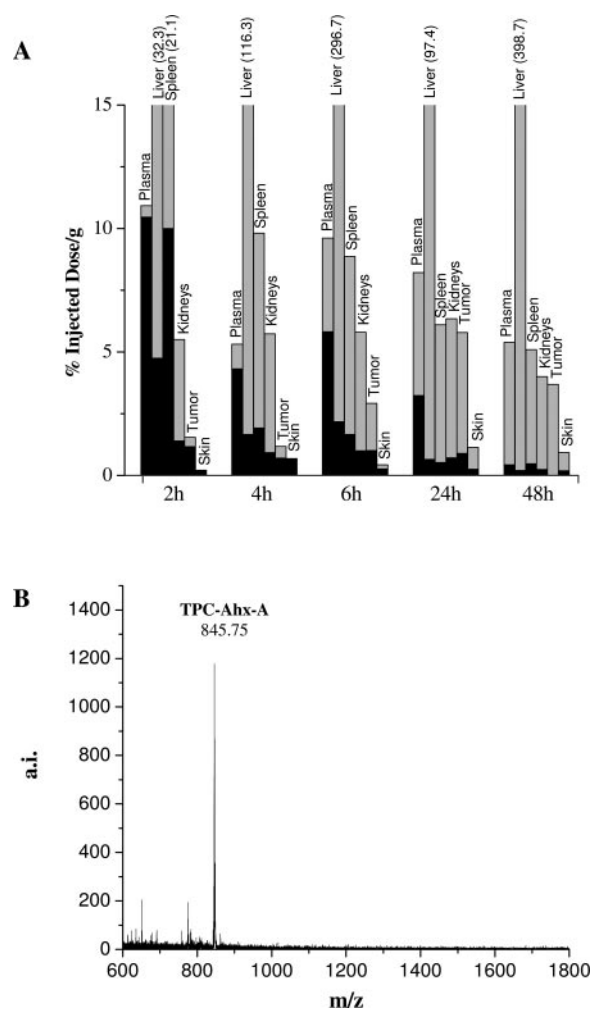 A
% Injected Dose/g
15
10
5
0
Plasma
Liver (32.3)
Spleen (21.1)
Kidneys
Tumor
Skin
Plasma
Liver (116.3)
Spleen
Kidneys
Tumor
Skin
Plasma
Liver (296.7)
Spleen
Kidneys
Tumor
Skin
Plasma
Liver (97.4)
Spleen
Kidneys
Tumor
Skin
Plasma
Liver (398.7)
Spleen
Kidneys
Tumor
Skin
2h 4h 6h 24h 48h
B
TPC-Ahx-A
845.75
a.i.
1400
1200
1000
800
600
400
200
0
600 800 1000 1200 1400 1600 1800
m/z